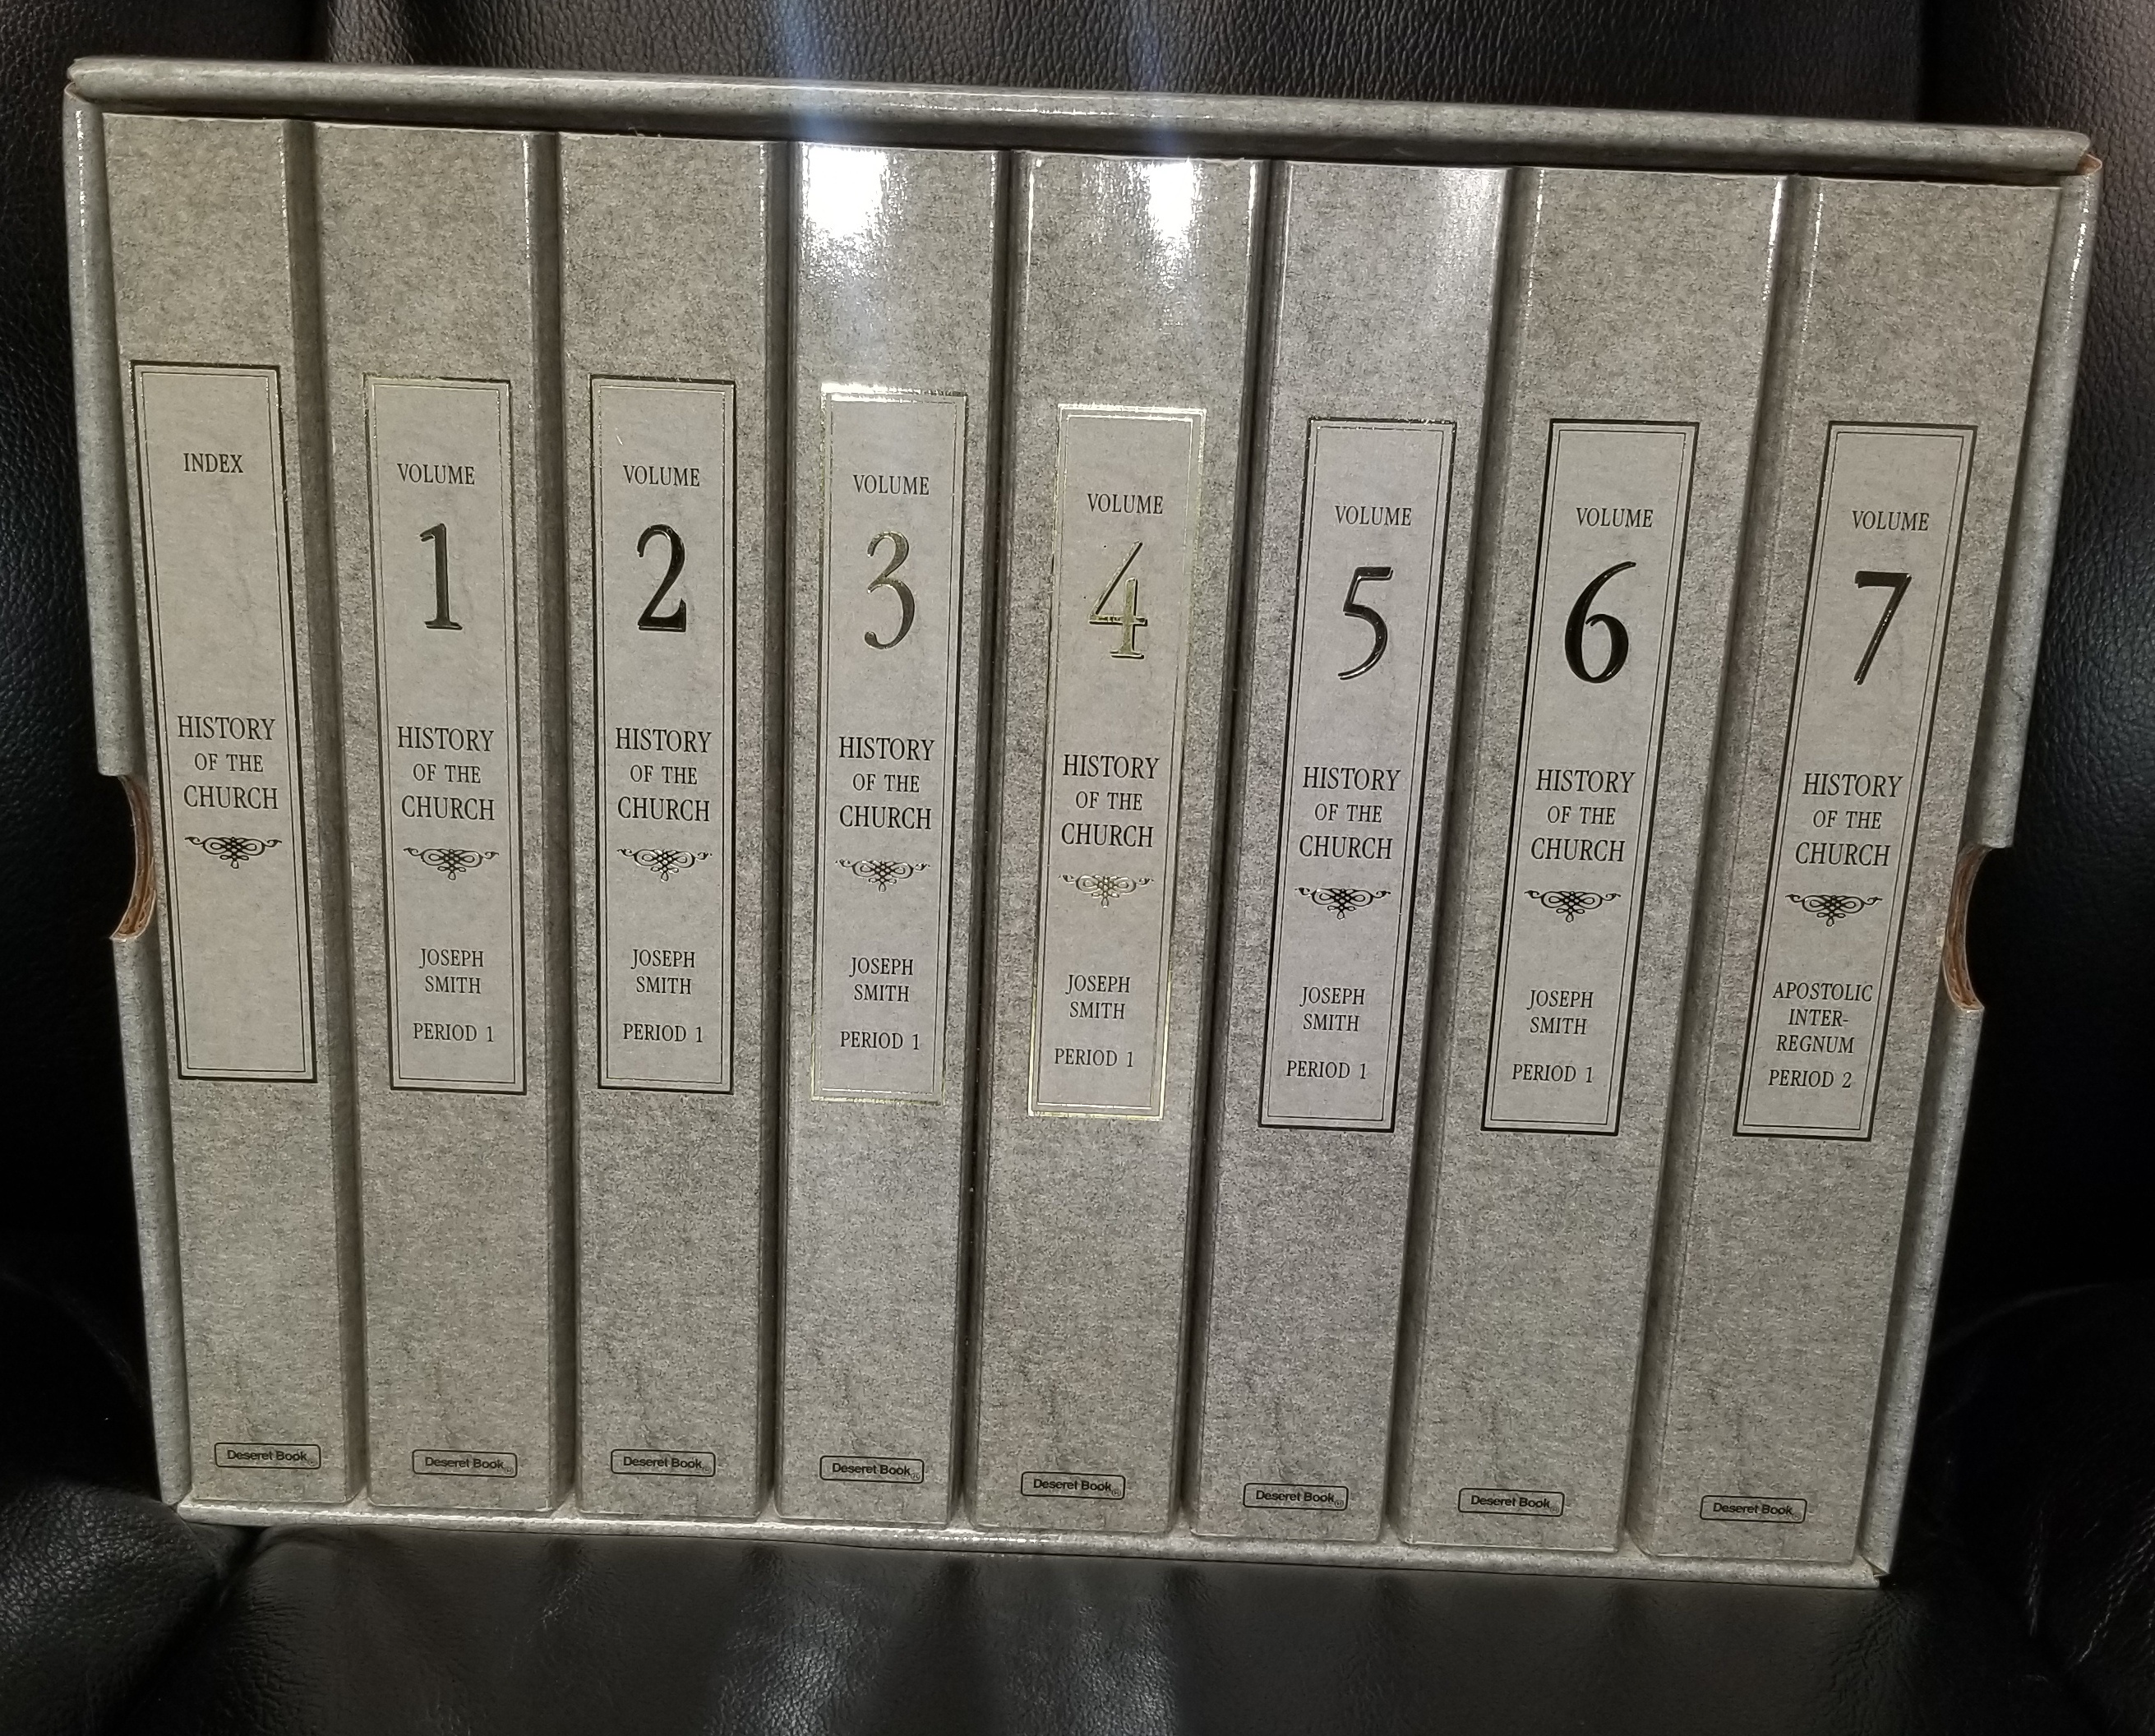 INDEX
HISTORY
OF THE
CHURCH
Deseret Book
VOLUME
1
HISTORY
OF THE
CHURCH
JOSEPH
SMITH
PERIOD 1
Deseret Book
VOLUME
2
HISTORY
OF THE
CHURCH
JOSEPH
SMITH
PERIOD 1
Deseret Book
VOLUME
3
HISTORY
OF THE
CHURCH
JOSEPH
SMITH
PERIOD 1
Deseret Book
VOLUME
4
HISTORY
OF THE
CHURCH
JOSEPH
SMITH
PERIOD 1
Deseret Book
VOLUME
5
HISTORY
OF THE
CHURCH
JOSEPH
SMITH
PERIOD 1
Deseret Book
VOLUME
6
HISTORY
OF THE
CHURCH
JOSEPH
SMITH
PERIOD 1
Deseret Book
VOLUME
7
HISTORY
OF THE
CHURCH
APOSTOLIC
INTER-
REGNUM
PERIOD 2
Deseret Book